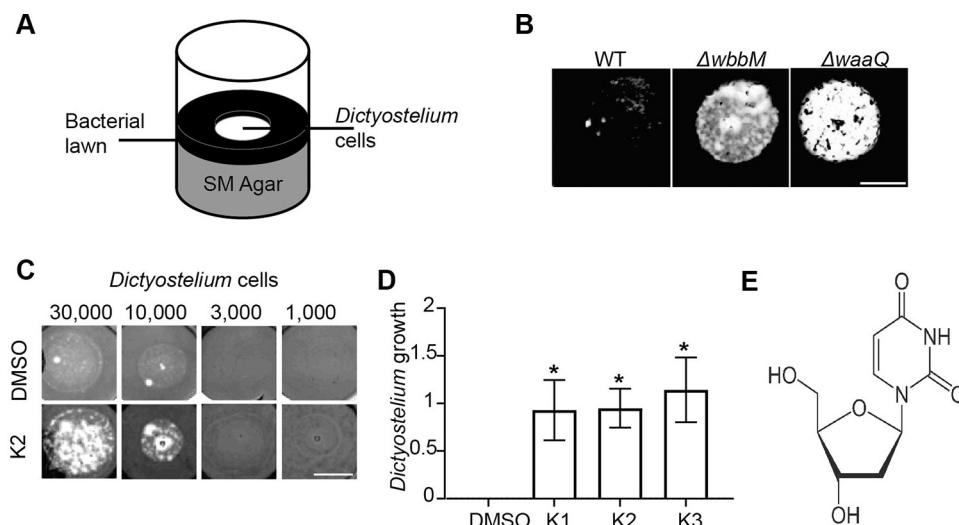 A
Bacterial
lawn
Dictyostelium
cells
SM Agar
B
WT
ΔwbbM
ΔwaaQ
C
Dictyostelium cells
30,000
10,000
3,000
1,000
DMSO
K2
D
Dictyostelium growth
2
1.5
1
0.5
0
*
*
*
DMSO
K1
K2
K3
E
O
NH
N
O
HO
O
OH